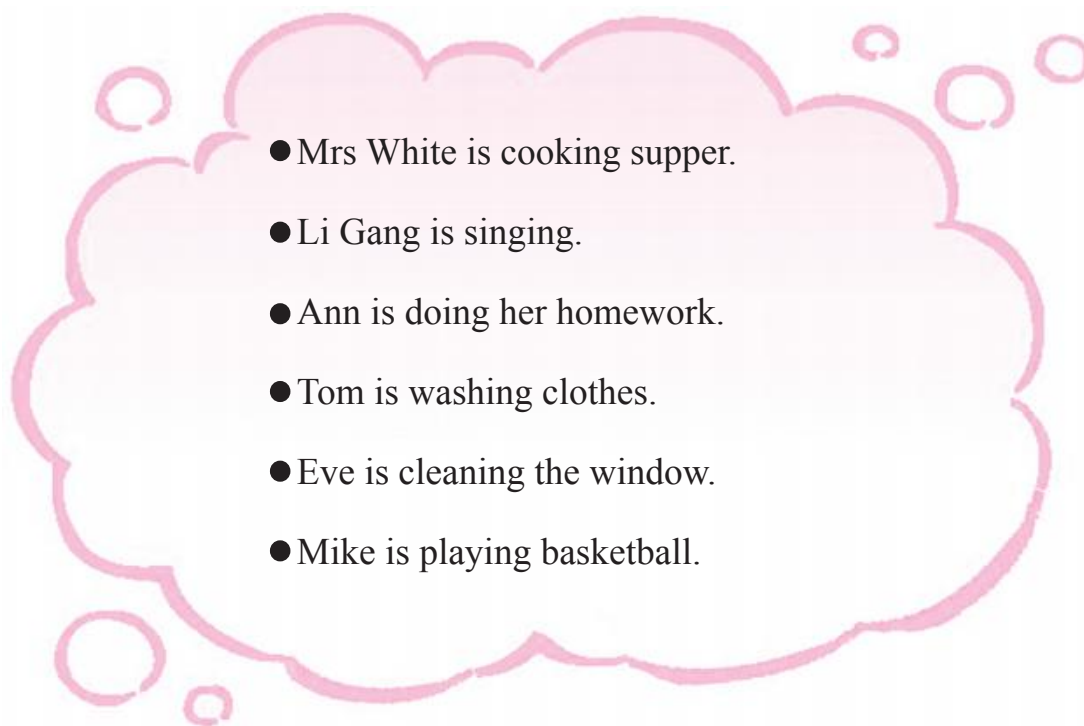 ●Mrs White is cooking supper.
●Li Gang is singing.
●Ann is doing her homework.
●Tom is washing clothes.
●Eve is cleaning the window.
●Mike is playing basketball.